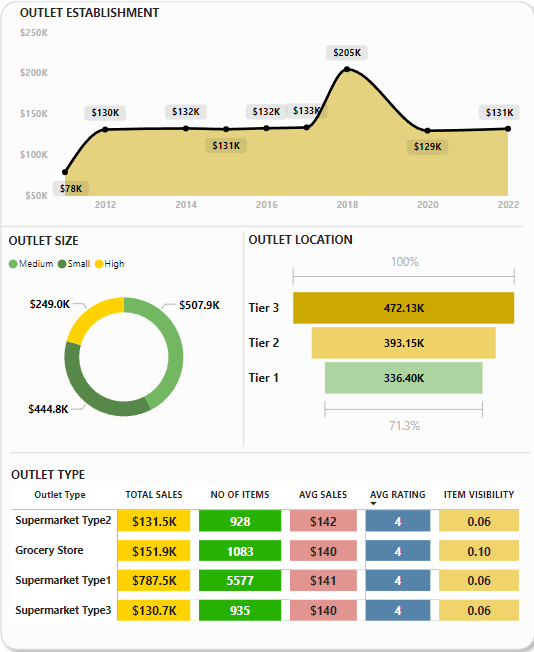 OUTLET ESTABLISHMENT
$250K
$200K
$150K
$100K
$50K
$78K
$130K
$132K
$131K
$132K
$133K
$205K
$129K
$131K
2012 2014 2016 2018 2020 2022
OUTLET SIZE
Medium Small High
$249.0K
$507.9K
$444.8K
OUTLET LOCATION
100%
Tier 3 472.13K
Tier 2 393.15K
Tier 1 336.40K
71.3%
OUTLET TYPE
Outlet Type TOTAL SALES NO OF ITEMS AVG SALES AVG RATING ITEM VISIBILITY
Supermarket Type2 $131.5K 928 $142 4 0.06
Grocery Store $151.9K 1083 $140 4 0.10
Supermarket Type1 $787.5K 5577 $141 4 0.06
Supermarket Type3 $130.7K 935 $140 4 0.06